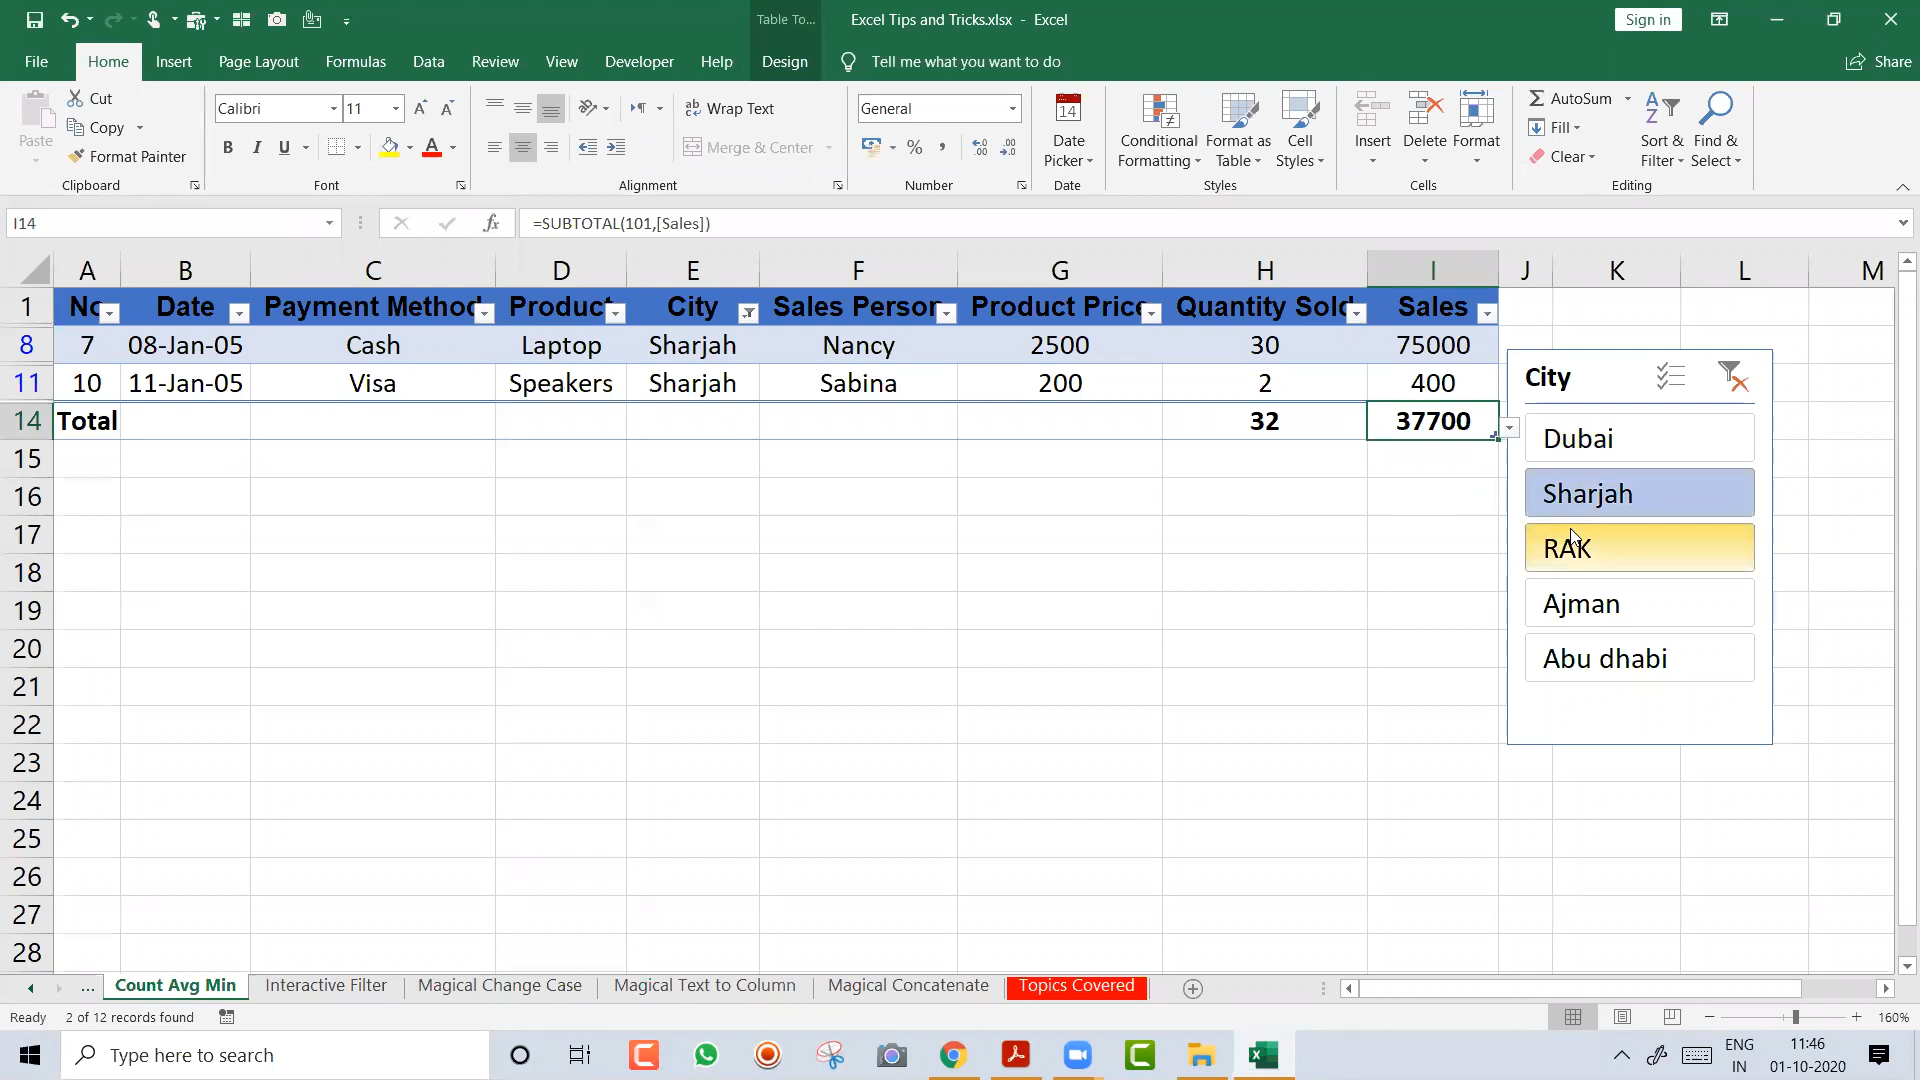 Table To...
Excel Tips and Tricks.xlsx - Excel
Sign in
File Home Insert Page Layout Formulas Data Review View Developer Help Design Tell me what you want to do Share
Paste
Cut
Copy
Format Painter
Clipboard
Calibri 11
B I U
Font
Wrap Text
Merge & Center
Alignment
General
Number
14
Date Picker
Date
Conditional Formatting
Format as Table
Cell Styles
Styles
Insert Delete Format
Cells
AutoSum
Fill
Clear
Sort & Filter
Find & Select
Editing
I14
fx
=SUBTOTAL(101,[Sales])
A B C D E F G H I J K L M
1 No Date Payment Method Product City Sales Person Product Price Quantity Sold Sales
8 7 08-Jan-05 Cash Laptop Sharjah Nancy 2500 30 75000
11 10 11-Jan-05 Visa Speakers Sharjah Sabina 200 2 400
14 Total 32 37700
15
16
17
18
19
20
21
22
23
24
25
26
27
28
City
Dubai
Sharjah
RAK
Ajman
Abu dhabi
... Count Avg Min Interactive Filter Magical Change Case Magical Text to Column Magical Concatenate Topics Covered
Ready 2 of 12 records found 160%
Type here to search
ENG
IN
11:46
01-10-2020